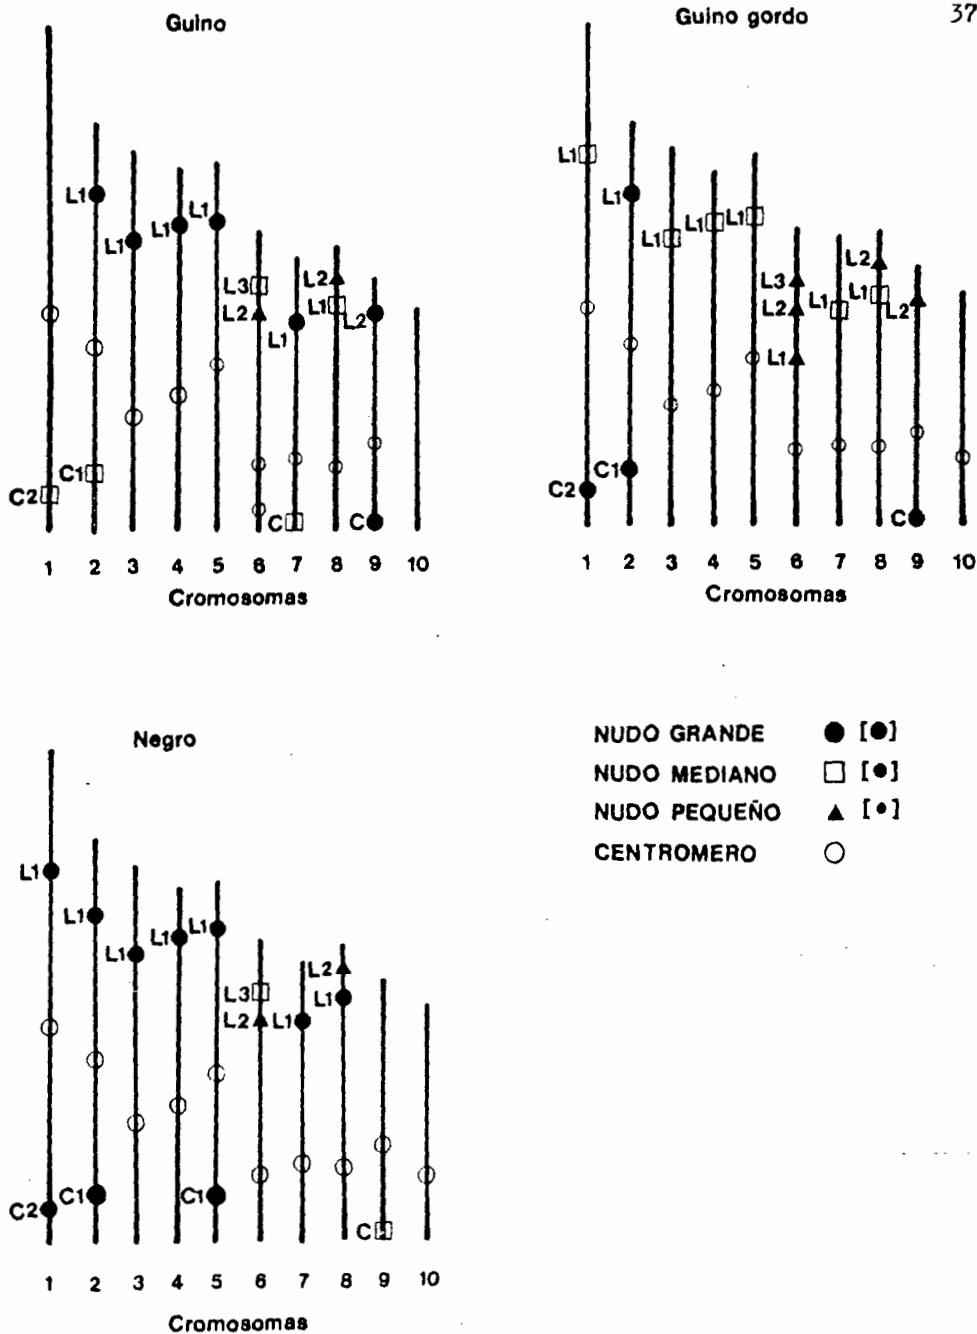 37
Guino
L1
L1
L1
L1
L3
L2
L1
L2
L1
L2
C1
C2
C
C
1 2 3 4 5 6 7 8 9 10
Cromosomas
Guino gordo
L1
L1
L1
L1
L1
L3
L2
L1
L1
L2
L1
L2
C1
C2
C
1 2 3 4 5 6 7 8 9 10
Cromosomas
Negro
L1
L1
L1
L1
L1
L3
L2
L1
L2
L1
C2
C1
C1
C
1 2 3 4 5 6 7 8 9 10
Cromosomas
NUDO GRANDE ● [●]
NUDO MEDIANO □ [•]
NUDO PEQUEÑO ▲ [•]
CENTROMERO ○